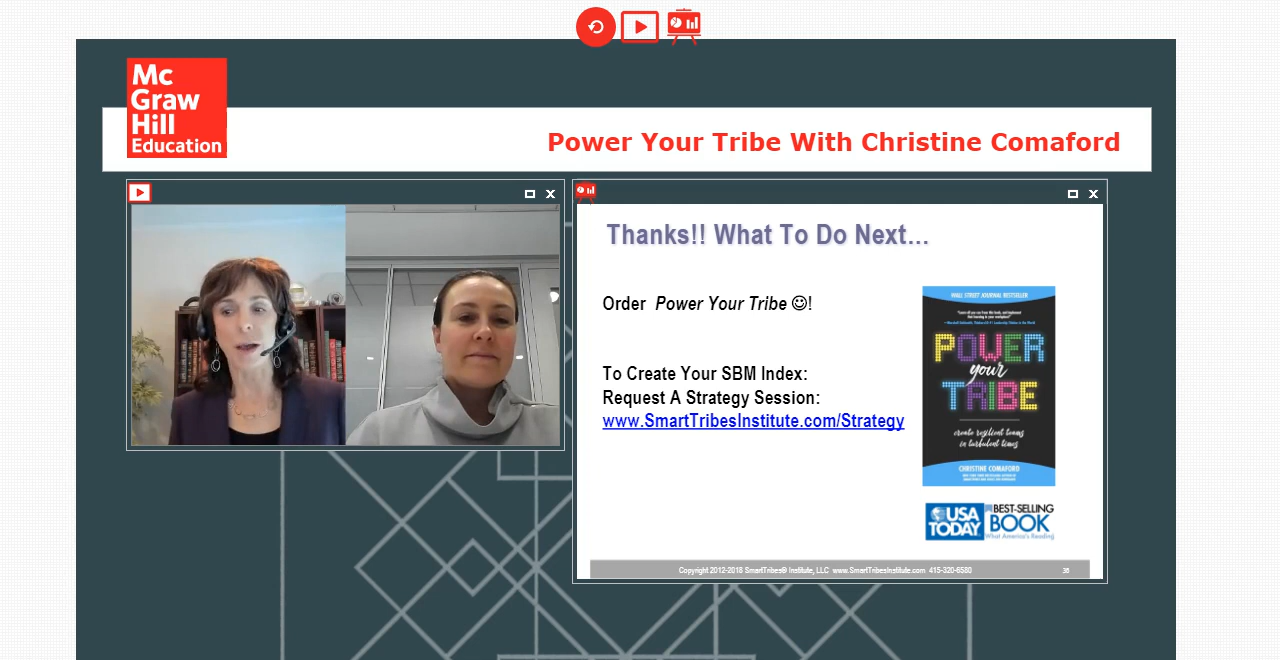 Mc
Graw
Hill
Education
Power Your Tribe With Christine Comaford
Thanks!! What To Do Next...
Order Power Your Tribe ☺!
To Create Your SBM Index:
Request A Strategy Session:
www.SmartTribesInstitute.com/Strategy
WALL STREET JOURNAL BESTSELLER
POWER
your
TRIBE
create resilient teams
in turbulent times
CHRISTINE COMAFORD
USA
TODAY
BEST-SELLING
BOOK
What America's Reading
Copyright 2012-2018 SmartTribes® Institute, LLC www.SmartTribesInstitute.com 415-320-6580